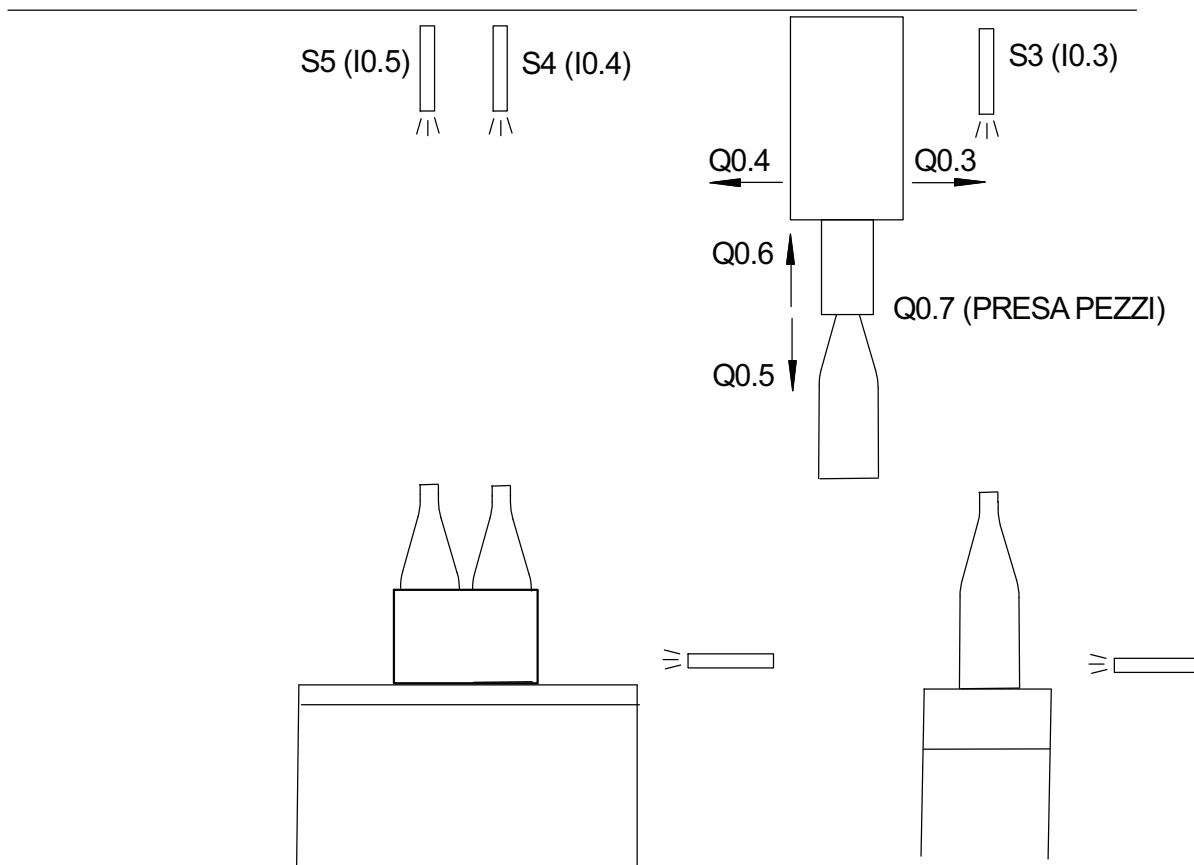 S5 (I0.5)
S4 (I0.4)
S3 (I0.3)
Q0.4
Q0.3
Q0.6
Q0.7 (PRESA PEZZI)
Q0.5